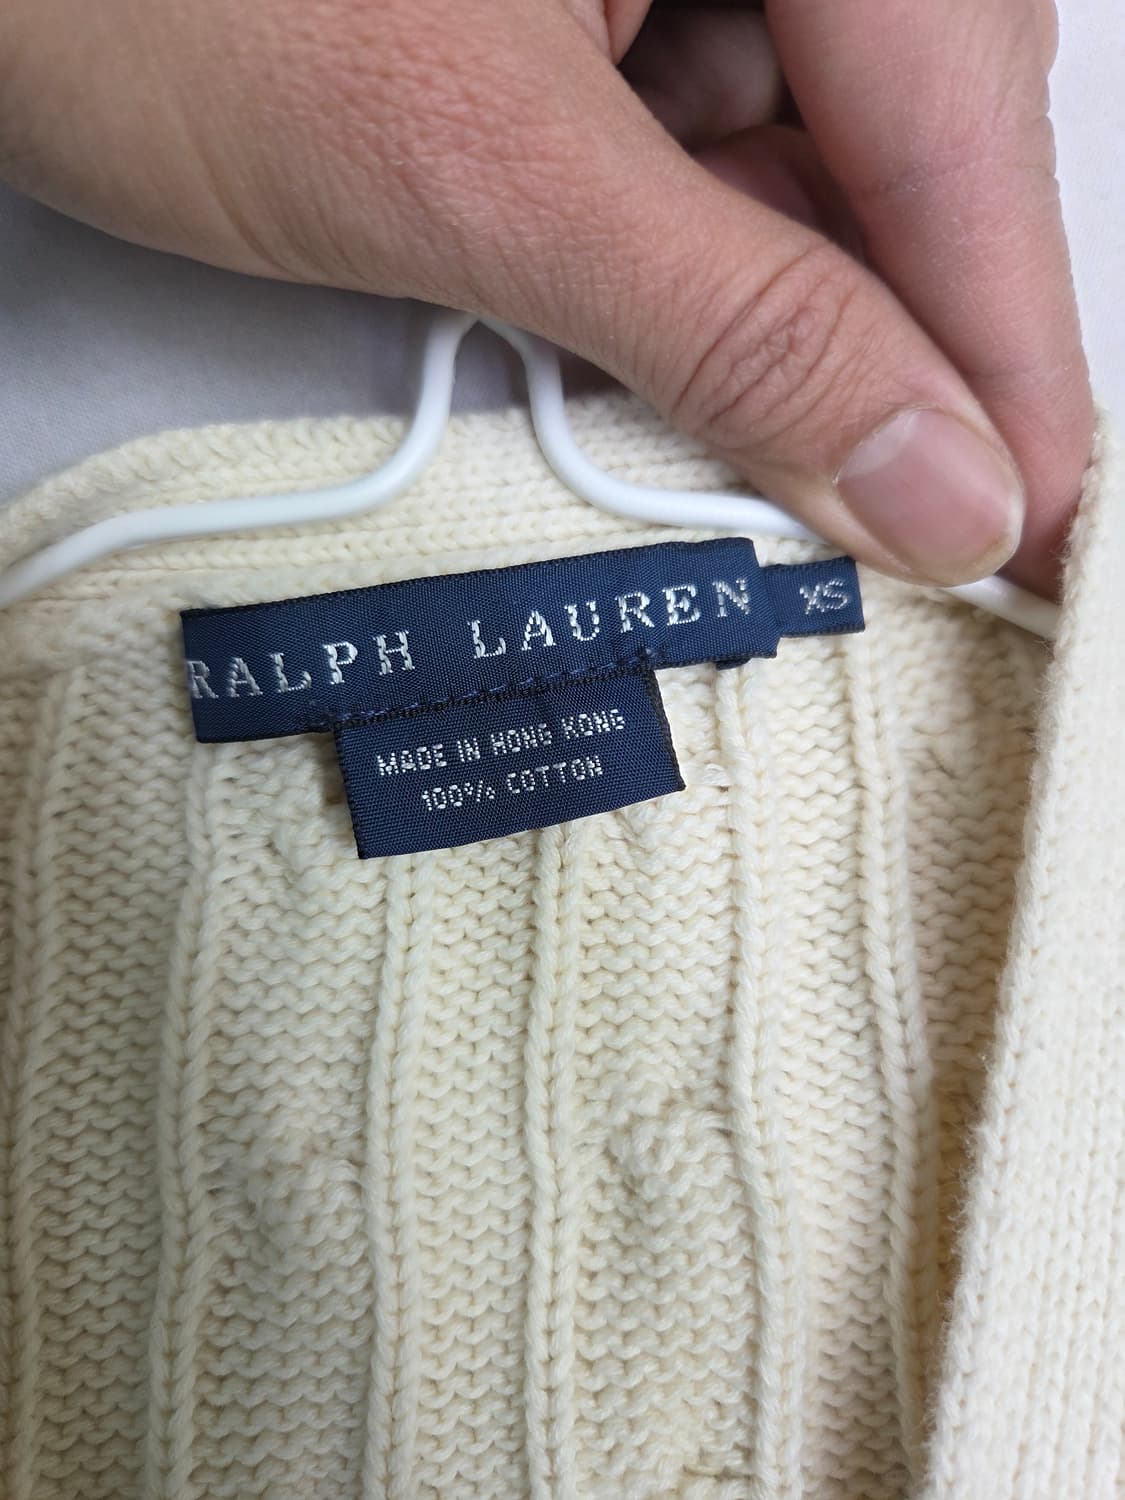 RALPH LAUREN
XS
MADE IN HONG KONG
100% COTTON